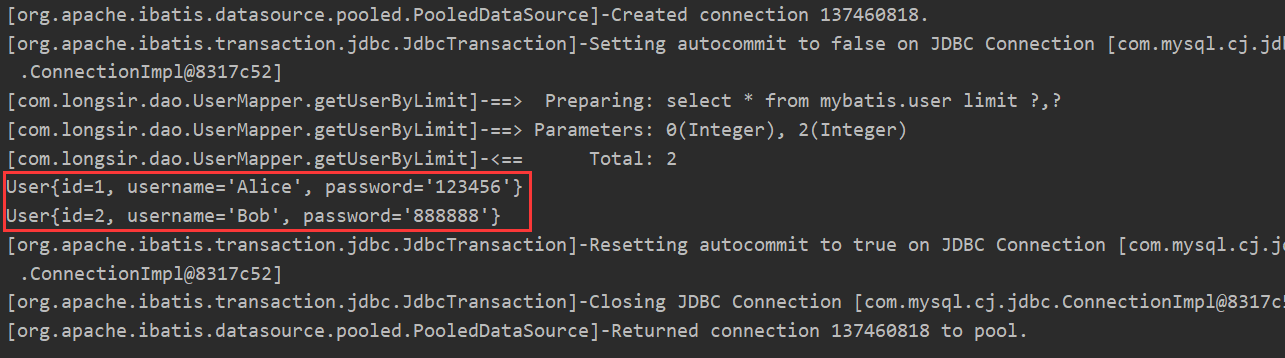 [org.apache.ibatis.datasource.pooled.PooledDataSource]-Created connection 137460818.
[org.apache.ibatis.transaction.jdbc.JdbcTransaction]-Setting autocommit to false on JDBC Connection [com.mysql.cj.jd
.ConnectionImpl@8317c52]
[com.longsir.dao.UserMapper.getUserByLimit]-==>  Preparing: select * from mybatis.user limit ?,?
[com.longsir.dao.UserMapper.getUserByLimit]-==> Parameters: 0(Integer), 2(Integer)
[com.longsir.dao.UserMapper.getUserByLimit]-<==      Total: 2
User{id=1, username='Alice', password='123456'}
User{id=2, username='Bob', password='888888'}
[org.apache.ibatis.transaction.jdbc.JdbcTransaction]-Resetting autocommit to true on JDBC Connection [com.mysql.cj.jd
.ConnectionImpl@8317c52]
[org.apache.ibatis.transaction.jdbc.JdbcTransaction]-Closing JDBC Connection [com.mysql.cj.jdbc.ConnectionImpl@8317c5
[org.apache.ibatis.datasource.pooled.PooledDataSource]-Returned connection 137460818 to pool.